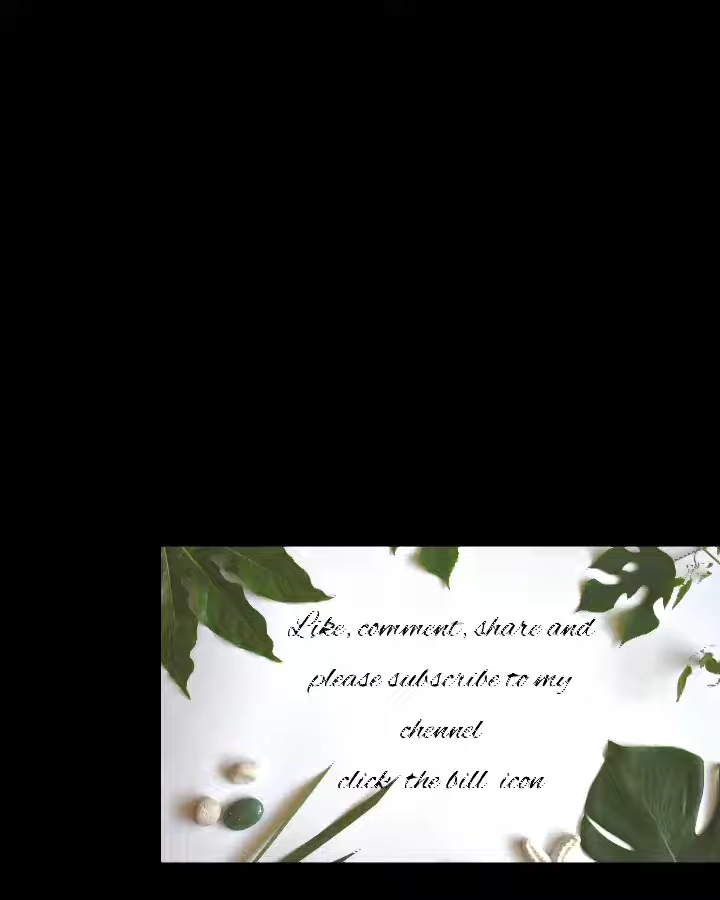 Like, comment, share and
please subscribe to my
chennel
click the bill icon